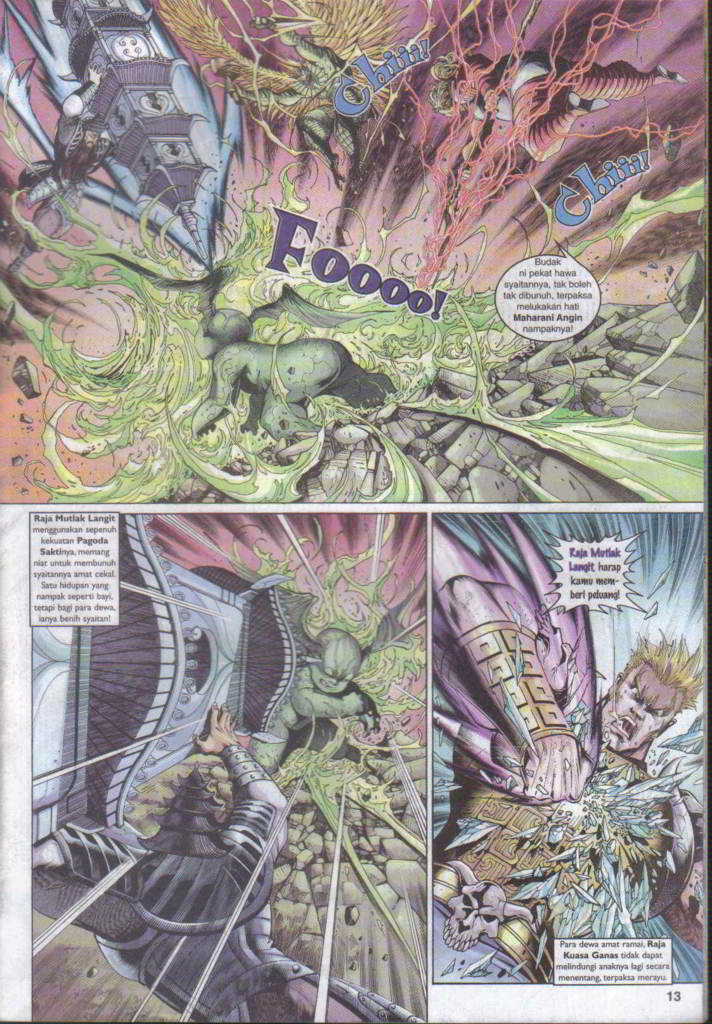 Chiii!
Chiii!
Foooo!
Budak
ni pekat hawa
syaitannya, tak boleh
tak dibunuh, terpaksa
melukakan hati
Maharani Angin
nampaknya!
Raja Mutlak Langit
menggunakan sepenuh
kekuatan Pagoda
Saktinya, memang
niat untuk membunuh
syaitannya amat cekal.
Satu hidupan yang
nampak seperti bayi,
tetapi bagi para dewa,
ianya benih syaitan!
Raja Mutlak
Langit, harap
kamu mem-
beri peluang!
Para dewa amat ramai, Raja
Kuasa Ganas tidak dapat
melindungi anaknya lagi secara
menentang, terpaksa merayu.
13